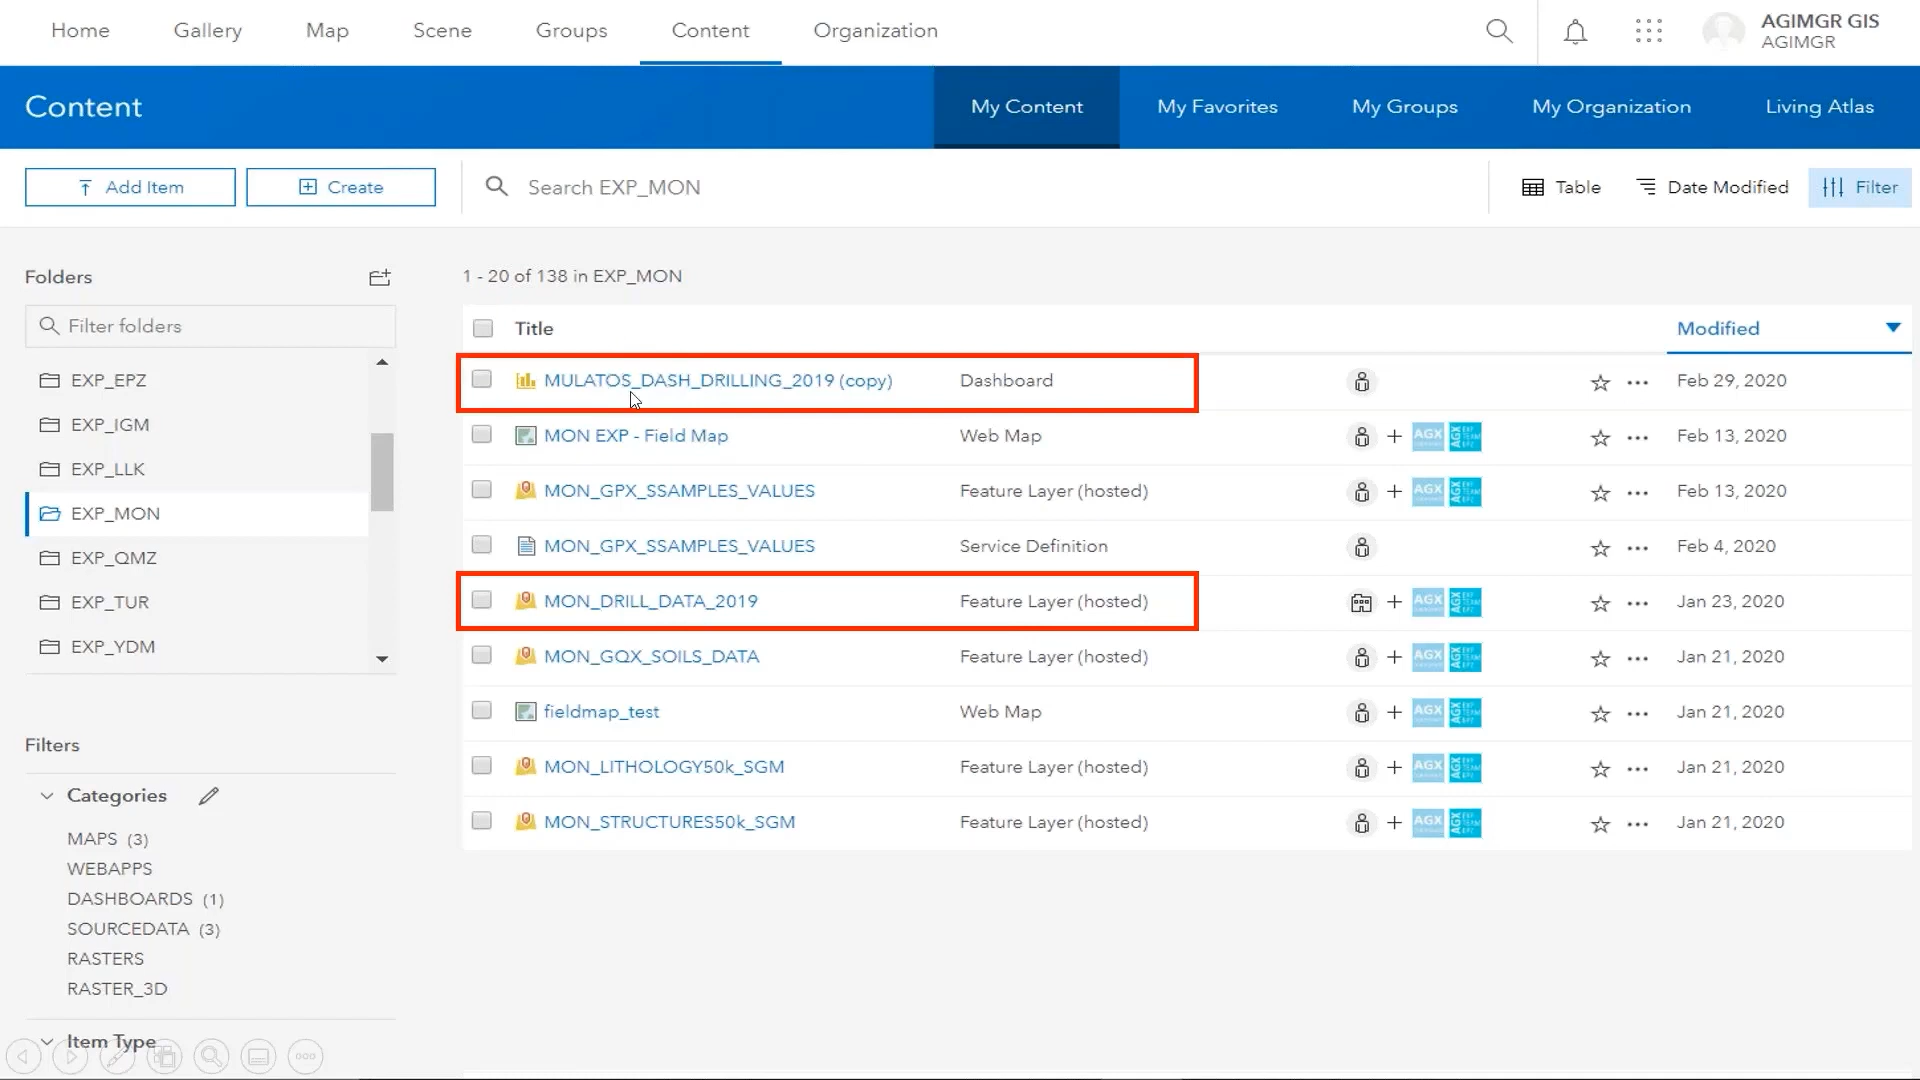 Home Gallery Map Scene Groups Content Organization
AGIMGR GIS
AGIMGR
Content
My Content My Favorites My Groups My Organization Living Atlas
Add Item Create Search EXP_MON Table Date Modified Filter
Folders
1 - 20 of 138 in EXP_MON
Filter folders
Title Modified
EXP_EPZ
EXP_IGM
EXP_LLK
EXP_MON
EXP_QMZ
EXP_TUR
EXP_YDM
MULATOS_DASH_DRILLING_2019 (copy) Dashboard Feb 29, 2020
MON EXP - Field Map Web Map AGX Feb 13, 2020
MON_GPX_SSAMPLES_VALUES Feature Layer (hosted) AGX Feb 13, 2020
MON_GPX_SSAMPLES_VALUES Service Definition Feb 4, 2020
MON_DRILL_DATA_2019 Feature Layer (hosted) AGX Jan 23, 2020
MON_GQX_SOILS_DATA Feature Layer (hosted) AGX Jan 21, 2020
fieldmap_test Web Map AGX Jan 21, 2020
MON_LITHOLOGY50k_SGM Feature Layer (hosted) AGX Jan 21, 2020
MON_STRUCTURES50k_SGM Feature Layer (hosted) AGX Jan 21, 2020
Filters
Categories
MAPS (3)
WEBAPPS
DASHBOARDS (1)
SOURCEDATA (3)
RASTERS
RASTER_3D
Item Type